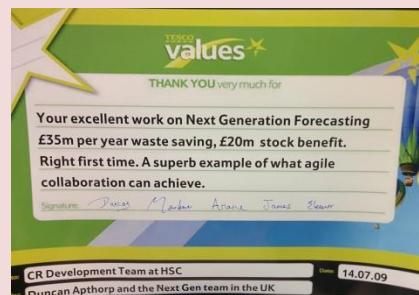 TESCO
values
THANK YOU very much for
Your excellent work on Next Generation Forecasting
£35m per year waste saving, £20m stock benefit.
Right first time. A superb example of what agile
collaboration can achieve.
Signature: James
CR Development Team at HSC
Date: 14.07.09
Duncan Apthorp and the Next Gen team in the UK